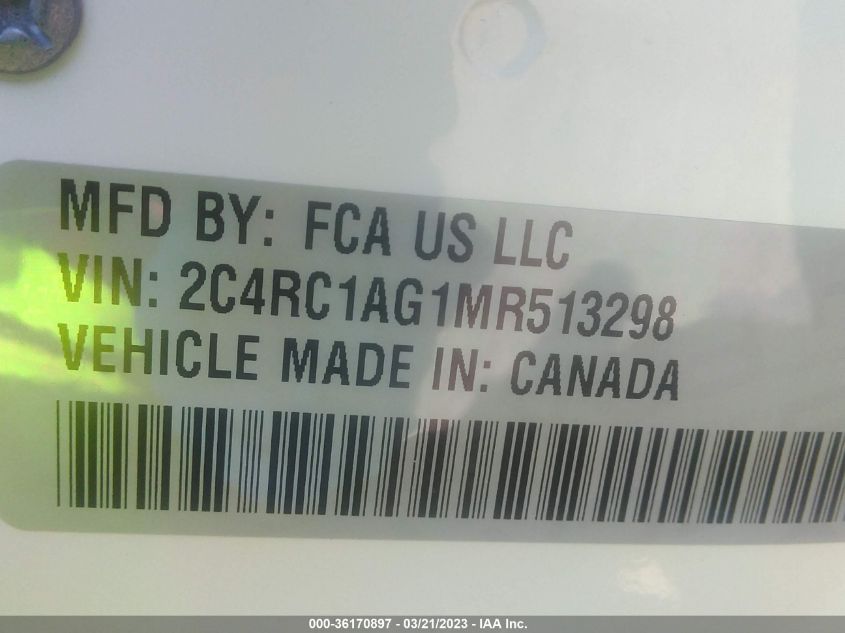 MFD BY: FCA US LLC
VIN: 2C4RC1AG1MR513298
VEHICLE MADE IN: CANADA
000-36170897 - 03/21/2023 - IAA Inc.